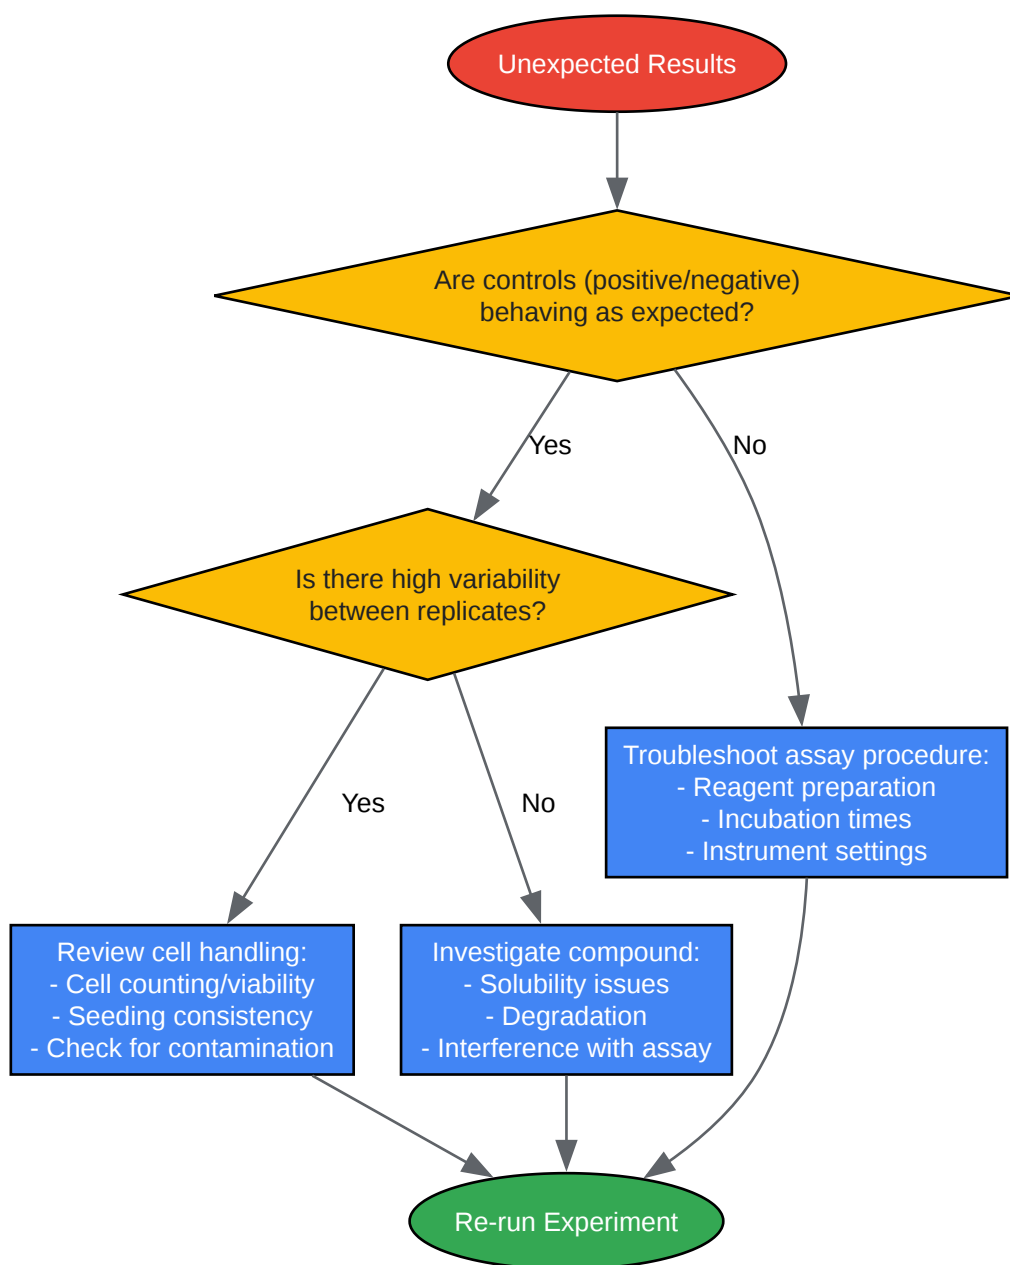 Unexpected Results
Are controls (positive/negative)
behaving as expected?
Yes
No
Is there high variability
between replicates?
Troubleshoot assay procedure:
- Reagent preparation
- Incubation times
- Instrument settings
Yes
No
Review cell handling:
- Cell counting/viability
- Seeding consistency
- Check for contamination
Investigate compound:
- Solubility issues
- Degradation
- Interference with assay
Re-run Experiment